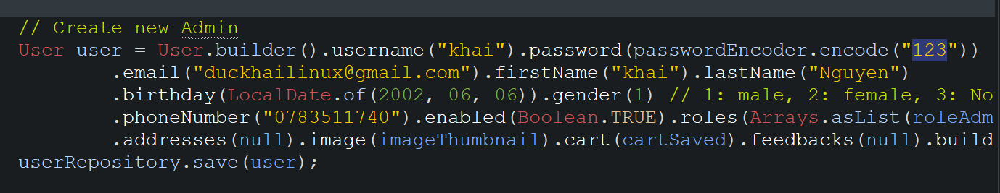 // Create new Admin
User user = User.builder().username("khai").password(passwordEncoder.encode("123"))
.email("duckhailinux@gmail.com").firstName("khai").lastName("Nguyen")
.birthday(LocalDate.of(2002, 06, 06)).gender(1) // 1: male, 2: female, 3: No
.phoneNumber("0783511740").enabled(Boolean.TRUE).roles(Arrays.asList(roleAdm
.addresses(null).image(imageThumbnail).cart(cartSaved).feedbacks(null).build
userRepository.save(user);